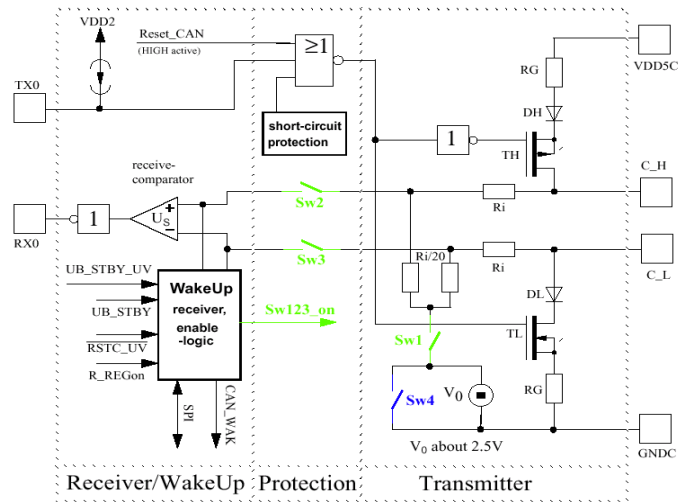 VDD2
Reset_CAN
(HIGH active)
≥1
RG
VDD5C
TX0
DH
short-circuit
protection
1
TH
C_H
receive-
comparator
Sw2
Ri
RX0
1
U_S
+
−
Sw3
Ri/20
Ri
C_L
UB_STBY_UV
UB_STBY
RSTC_UV
R_REGon
WakeUp
receiver,
enable
-logic
Sw123_on
Sw1
DL
TL
Sw4
V0
RG
SPI
CAN_WAK
V0 about 2.5V
GNDC
Receiver/WakeUp
Protection
Transmitter